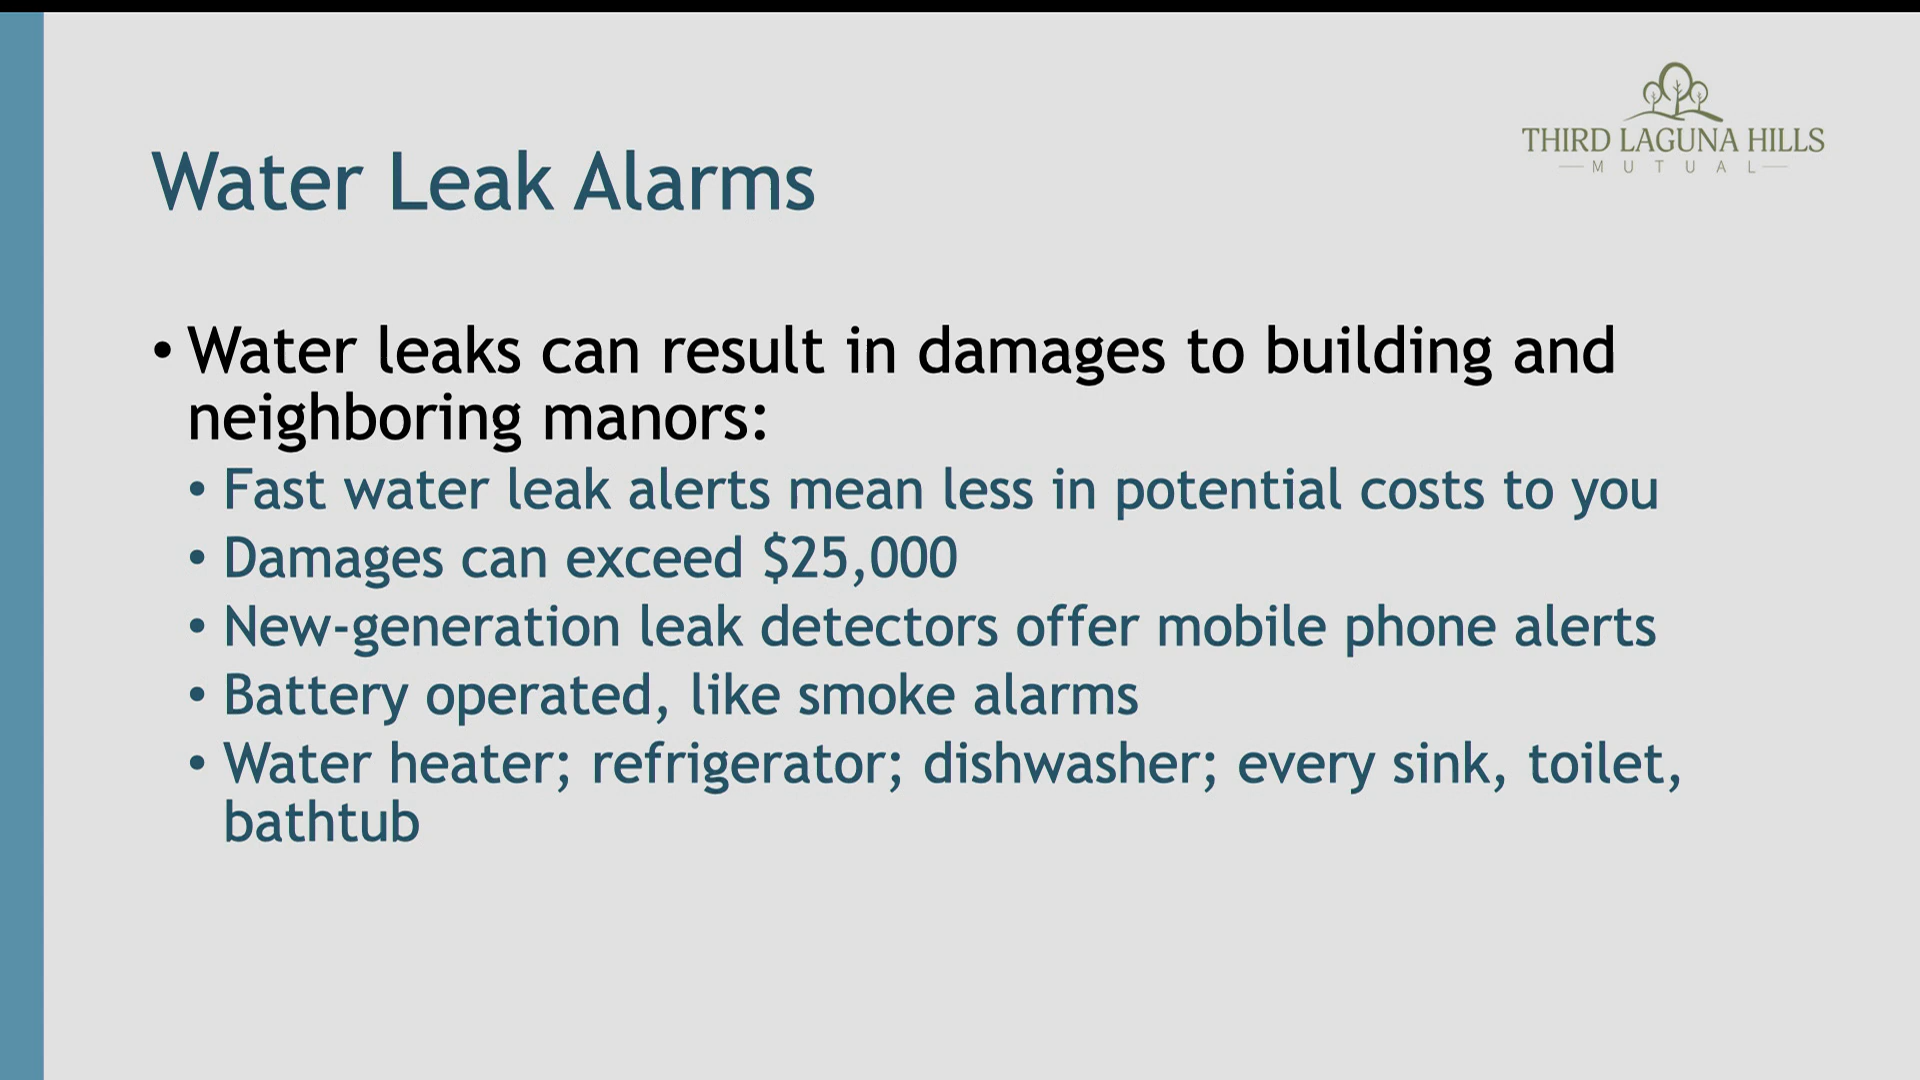 THIRD LAGUNA HILLS
MUTUAL
Water Leak Alarms
• Water leaks can result in damages to building and
neighboring manors:
• Fast water leak alerts mean less in potential costs to you
• Damages can exceed $25,000
• New-generation leak detectors offer mobile phone alerts
• Battery operated, like smoke alarms
• Water heater; refrigerator; dishwasher; every sink, toilet,
bathtub